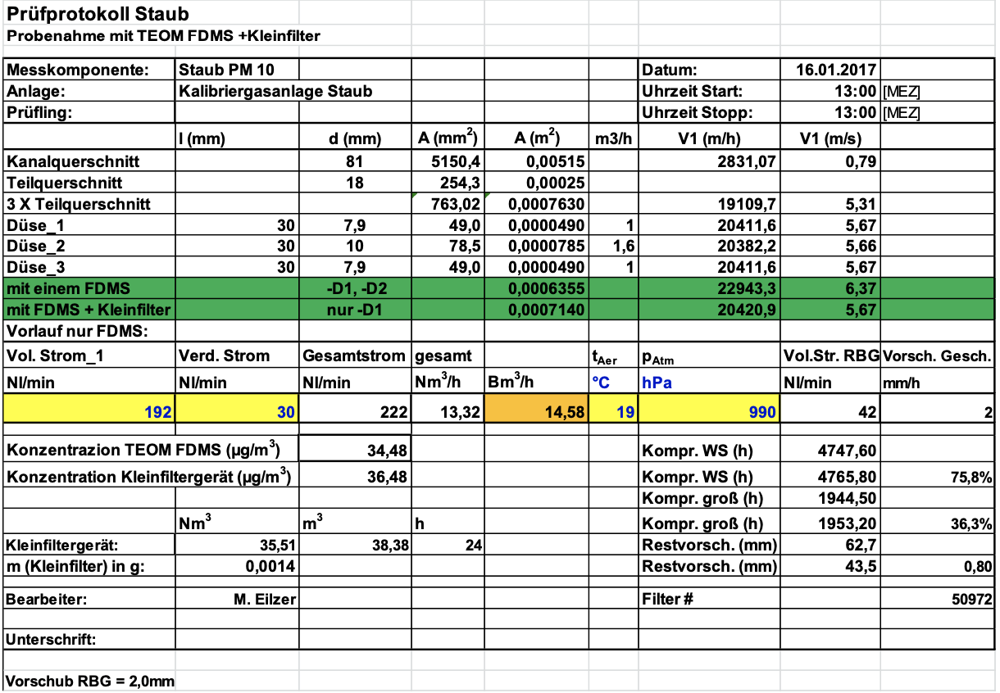 Prüfprotokoll Staub
Probenahme mit TEOM FDMS +Kleinfilter
Messkomponente: Staub PM 10 Datum: 16.01.2017
Anlage: Kalibriergasanlage Staub Uhrzeit Start: 13:00 [MEZ]
Prüfling: Uhrzeit Stopp: 13:00 [MEZ]
l (mm) d (mm) A (mm²) A (m²) m3/h V1 (m/h) V1 (m/s)
Kanalquerschnitt 81 5150,4 0,00515 2831,07 0,79
Teilquerschnitt 18 254,3 0,00025
3 X Teilquerschnitt 763,02 0,0007630 19109,7 5,31
Düse_1 30 7,9 49,0 0,0000490 1 20411,6 5,67
Düse_2 30 10 78,5 0,0000785 1,6 20382,2 5,66
Düse_3 30 7,9 49,0 0,0000490 1 20411,6 5,67
mit einem FDMS -D1, -D2 0,0006355 22943,3 6,37
mit FDMS + Kleinfilter nur -D1 0,0007140 20420,9 5,67
Vorlauf nur FDMS:
Vol. Strom_1 Verd. Strom Gesamtstrom gesamt tAer pAtm Vol.Str. RBG Vorsch. Gesch.
Nl/min Nl/min Nl/min Nm³/h Bm³/h °C hPa Nl/min mm/h
192 30 222 13,32 14,58 19 990 42 2
Konzentrazion TEOM FDMS (µg/m³) 34,48 Kompr. WS (h) 4747,60
Konzentration Kleinfiltergerät (µg/m³) 36,48 Kompr. WS (h) 4765,80 75,8%
Kompr. groß (h) 1944,50
Nm³ m³ h Kompr. groß (h) 1953,20 36,3%
Kleinfiltergerät: 35,51 38,38 24 Restvorsch. (mm) 62,7
m (Kleinfilter) in g: 0,0014 Restvorsch. (mm) 43,5 0,80
Bearbeiter: M. Eilzer Filter # 50972
Unterschrift:
Vorschub RBG = 2,0mm